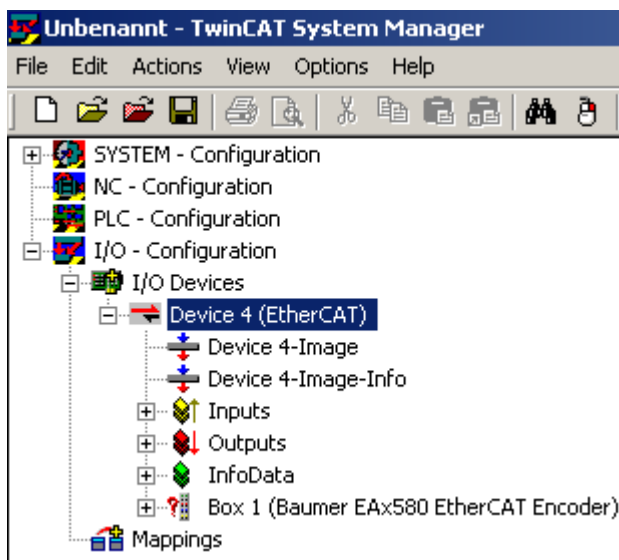 Unbenannt - TwinCAT System Manager
File Edit Actions View Options Help
SYSTEM - Configuration
NC - Configuration
PLC - Configuration
I/O - Configuration
I/O Devices
Device 4 (EtherCAT)
Device 4-Image
Device 4-Image-Info
Inputs
Outputs
InfoData
Box 1 (Baumer EAx580 EtherCAT Encoder)
Mappings